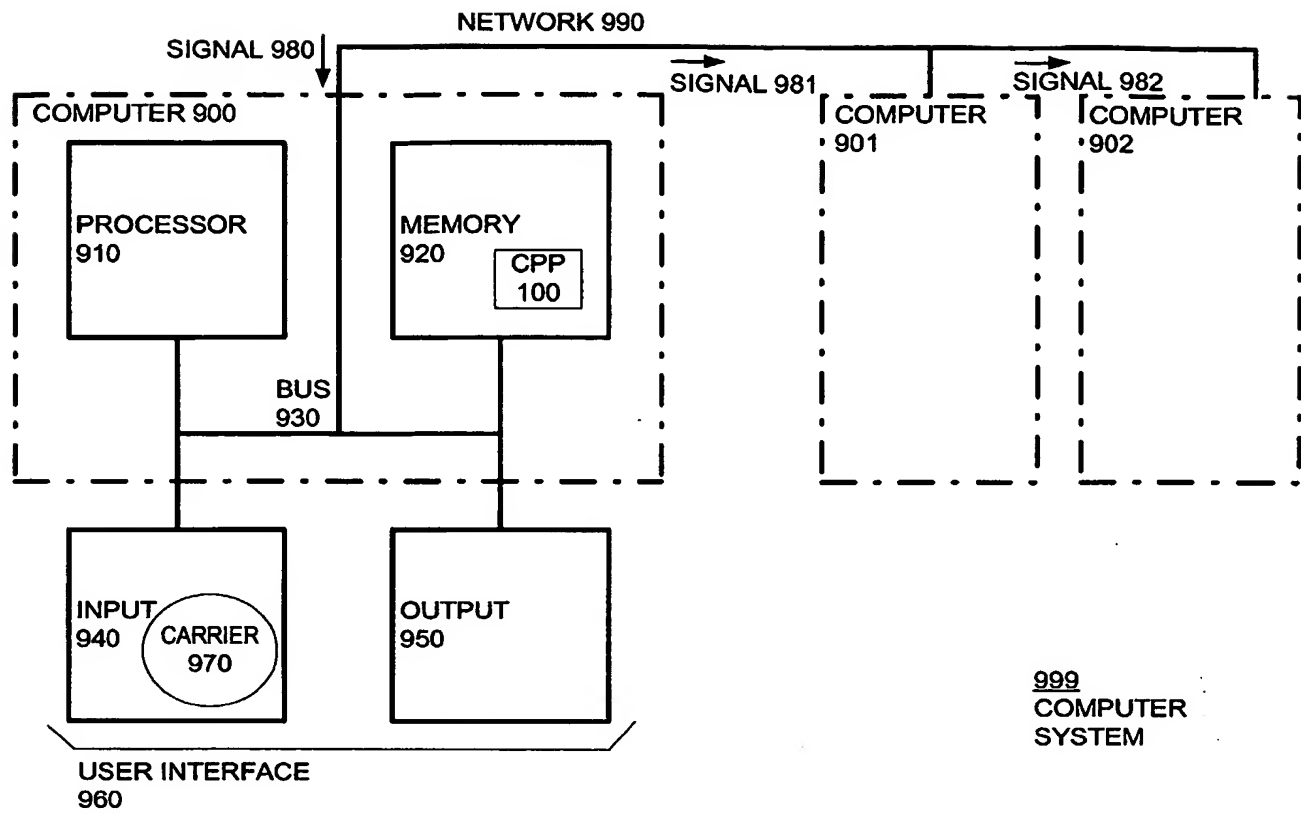 NETWORK 990
SIGNAL 980
SIGNAL 981
SIGNAL 982
COMPUTER 900
COMPUTER
901
COMPUTER
902
PROCESSOR
910
MEMORY
920
CPP
100
BUS
930
INPUT
940
CARRIER
970
OUTPUT
950
999
COMPUTER
SYSTEM
USER INTERFACE
960